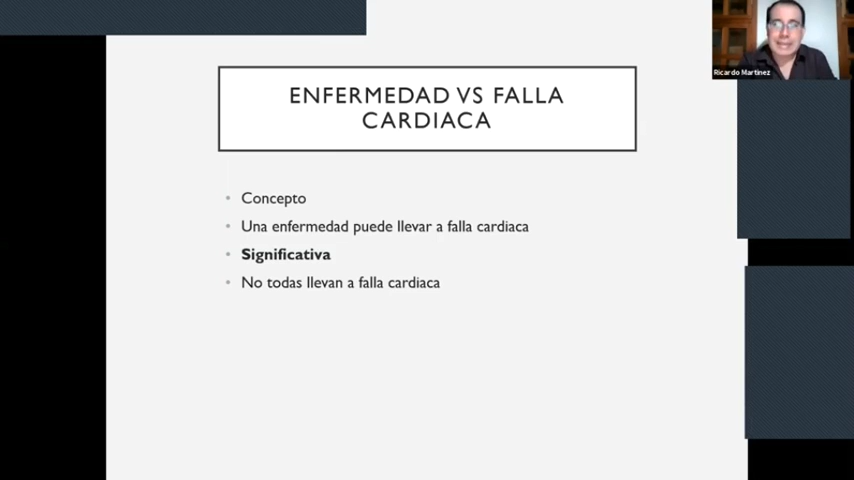 ENFERMEDAD VS FALLA
CARDIACA
Ricardo Martinez
• Concepto
• Una enfermedad puede llevar a falla cardiaca
• Significativa
• No todas llevan a falla cardiaca